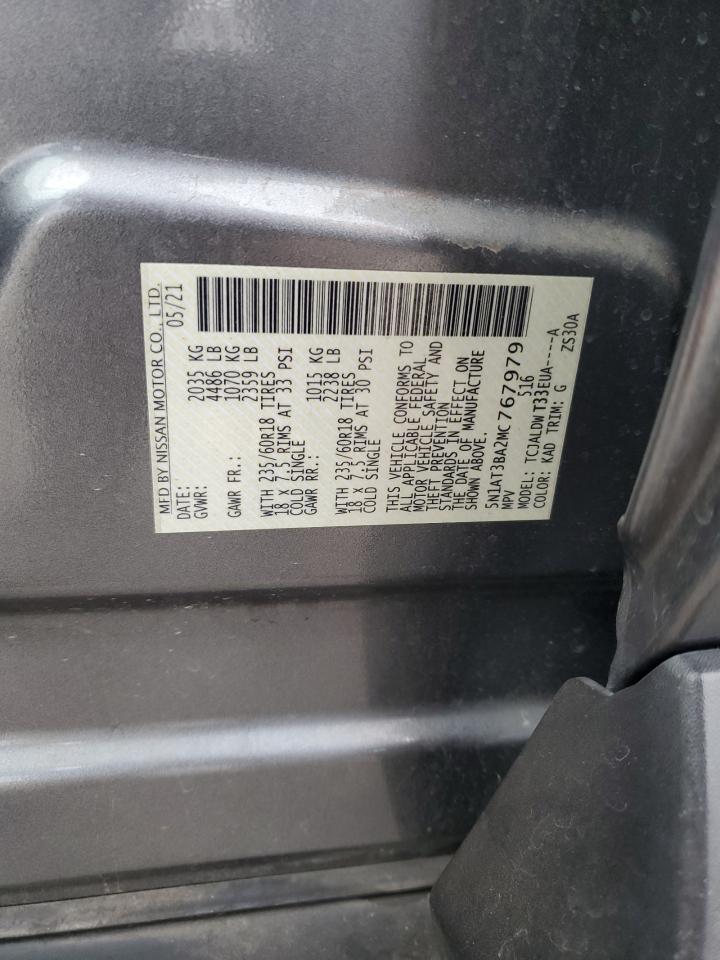 MFD BY NISSAN MOTOR CO., LTD.
DATE: 05/21
GVWR: 2035 KG
4486 LB
GAWR FR.: 1070 KG
2359 LB
WITH 235/60R18 TIRES
18 X 7.5 RIMS AT 33 PSI
COLD SINGLE
GAWR RR.: 1015 KG
2238 LB
WITH 235/60R18 TIRES
18 X 7.5 RIMS AT 30 PSI
COLD SINGLE
THIS VEHICLE CONFORMS TO
ALL APPLICABLE FEDERAL
MOTOR VEHICLE SAFETY AND
THEFT PREVENTION
STANDARDS IN EFFECT ON
THE DATE OF MANUFACTURE
SHOWN ABOVE.
5N1AT3BA2MC767979
MPV 516
MODEL: TCJALDWT33EUA----A
COLOR: KAD TRIM: G ZS30A